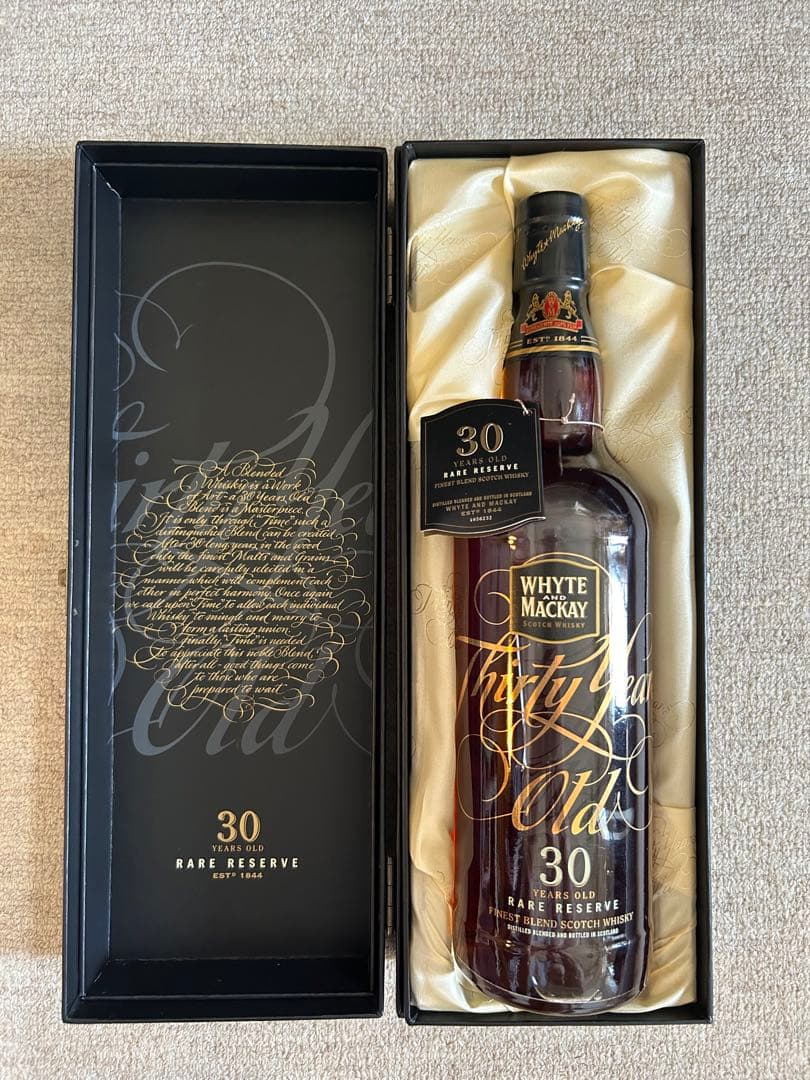 A Blended
Whisky is a Work
of Art - a 30 Years Old
Blend is a Masterpiece.
It is only through "Time" such a
distinguished Blend can be created
After 30 long years in the wood
only the finest Malts and Grains
will be carefully selected in a
manner which will complement each
other in perfect harmony. Once again
we call upon Time to allow each individual
Whisky to mingle and marry to
form a lasting union.
Finally "Time" is needed
To appreciate this noble Blend,
after all - good things come
to those who are
prepared to wait
30
YEARS OLD
RARE RESERVE
ESTD 1844
Whyte & Mackay
ESTD 1844
30
YEARS OLD
RARE RESERVE
FINEST BLEND SCOTCH WHISKY
DISTILLED BLENDED AND BOTTLED IN SCOTLAND
WHYTE AND MACKAY
ESTD 1844
WHYTE
AND
MACKAY
SCOTCH WHISKY
Thirty Yea
Old
30
YEARS OLD
RARE RESERVE
FINEST BLEND SCOTCH WHISKY
DISTILLED BLENDED AND BOTTLED IN SCOTLAND